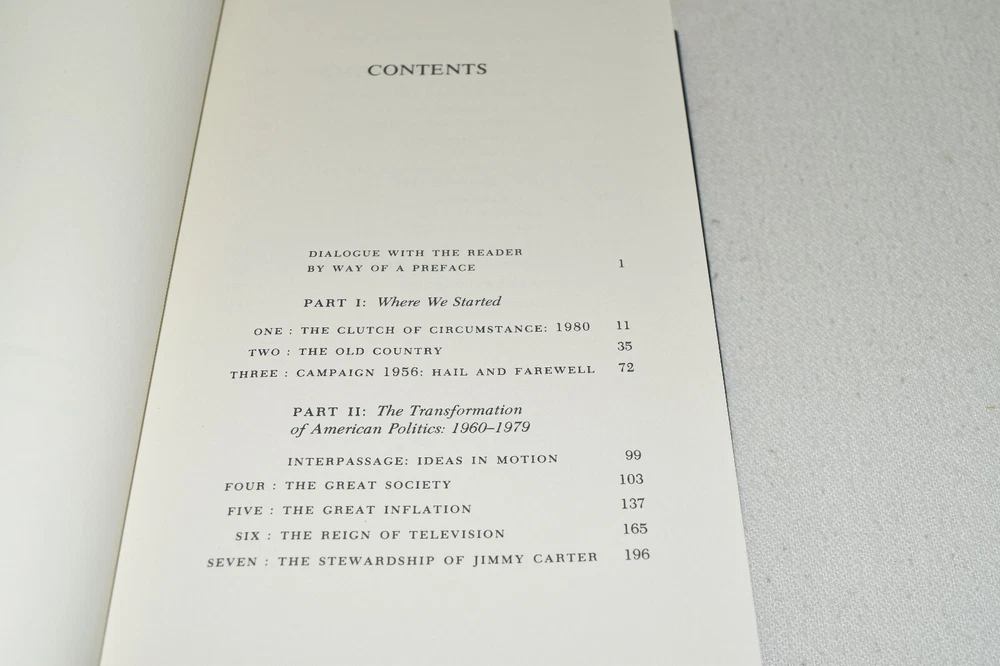 CONTENTS
DIALOGUE WITH THE READER
BY WAY OF A PREFACE 1
PART I: Where We Started
ONE : THE CLUTCH OF CIRCUMSTANCE: 1980 11
TWO : THE OLD COUNTRY 35
THREE : CAMPAIGN 1956: HAIL AND FAREWELL 72
PART II: The Transformation
of American Politics: 1960–1979
INTERPASSAGE: IDEAS IN MOTION 99
FOUR : THE GREAT SOCIETY 103
FIVE : THE GREAT INFLATION 137
SIX : THE REIGN OF TELEVISION 165
SEVEN : THE STEWARDSHIP OF JIMMY CARTER 196